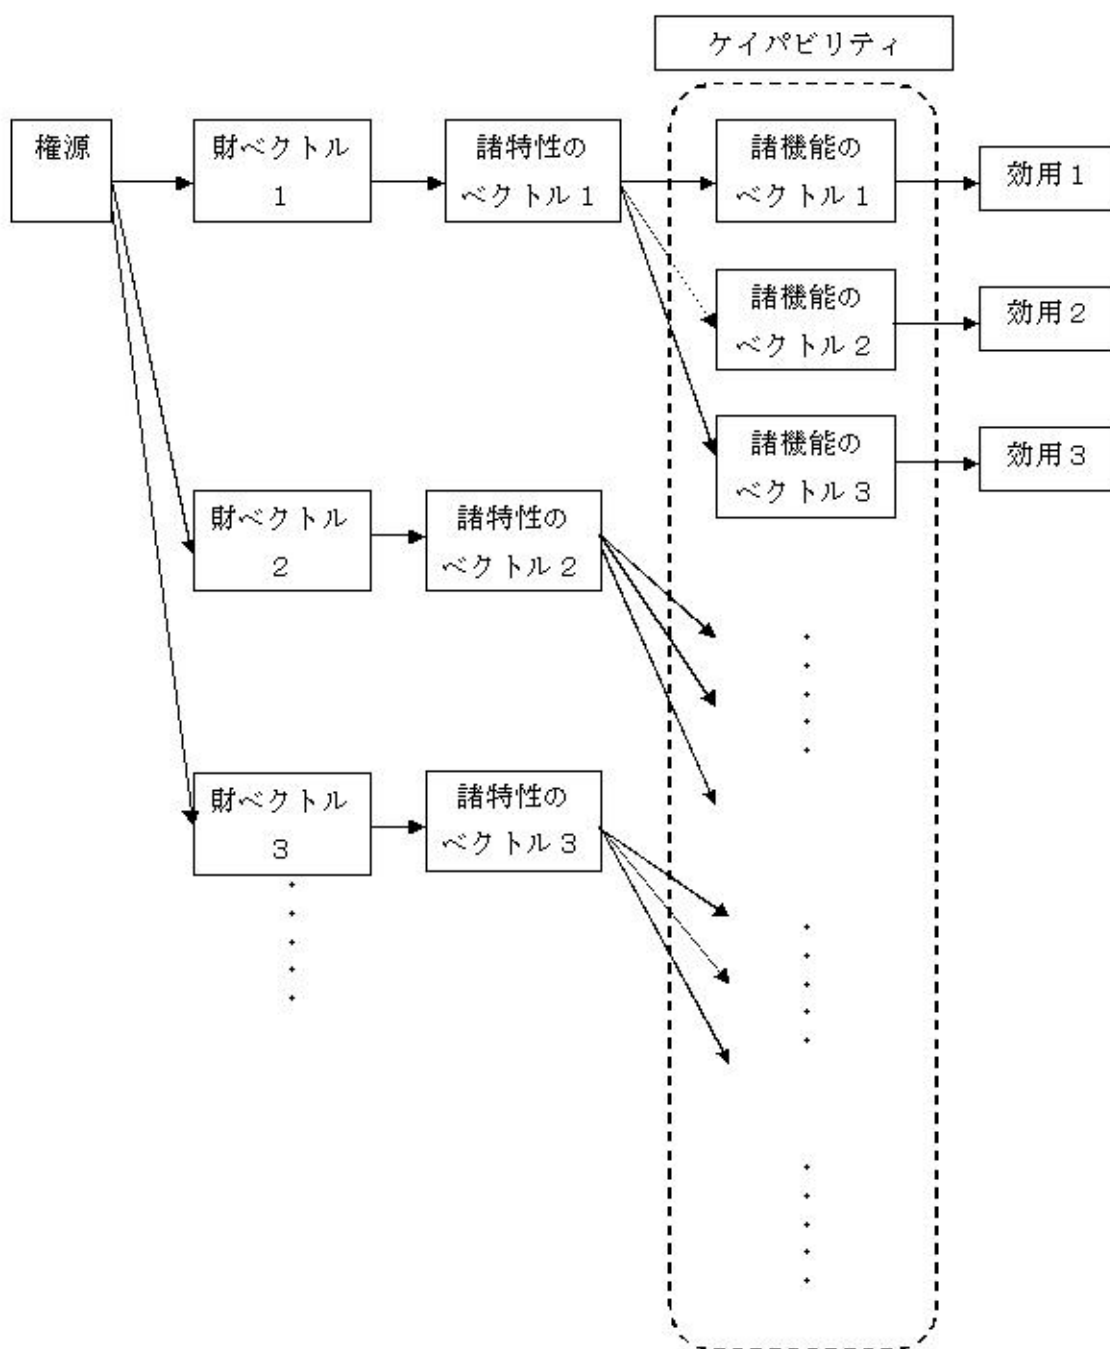 ケイパビリティ
権源
財ベクトル
1
諸特性の
ベクトル1
諸機能の
ベクトル1
効用1
諸機能の
ベクトル2
効用2
諸機能の
ベクトル3
効用3
財ベクトル
2
諸特性の
ベクトル2
財ベクトル
3
諸特性の
ベクトル3